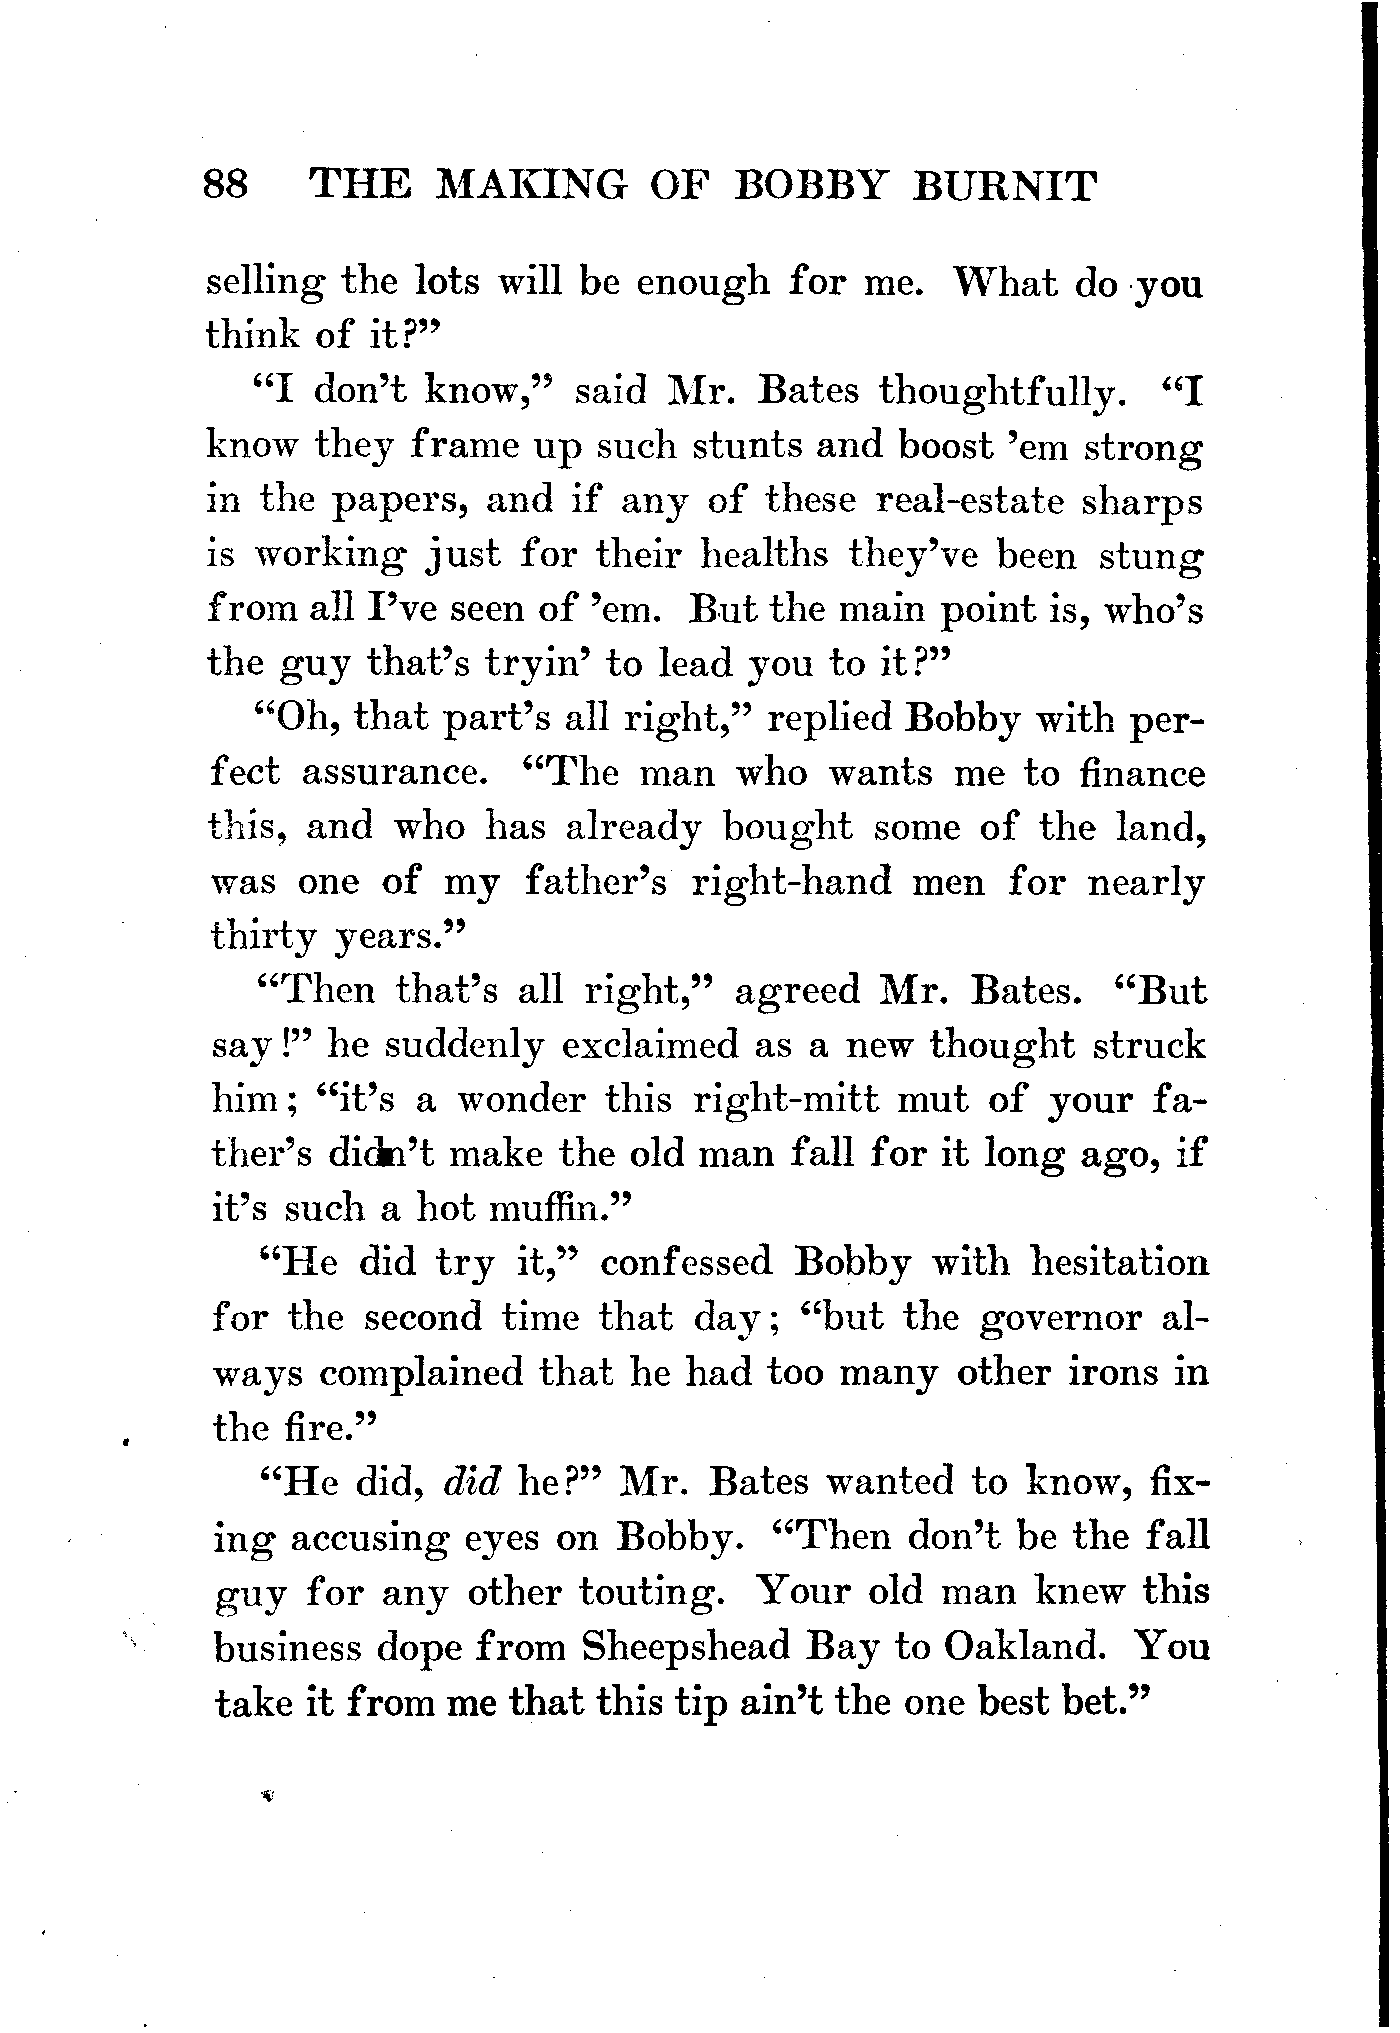 88 THE MAKING OF BOBBY BURNIT
selling the lots will be enough for me. What do you
think of it?”
“I don’t know,” said Mr. Bates thoughtfully. “I
know they frame up such stunts and boost ’em strong
in the papers, and if any of these real-estate sharps
is working just for their healths they’ve been stung
from all I’ve seen of ’em. But the main point is, who’s
the guy that’s tryin’ to lead you to it?”
“Oh, that part’s all right,” replied Bobby with per-
fect assurance. “The man who wants me to finance
this, and who has already bought some of the land,
was one of my father’s right-hand men for nearly
thirty years.”
“Then that’s all right,” agreed Mr. Bates. “But
say!” he suddenly exclaimed as a new thought struck
him; “it’s a wonder this right-mitt mut of your fa-
ther’s didn’t make the old man fall for it long ago, if
it’s such a hot muffin.”
“He did try it,” confessed Bobby with hesitation
for the second time that day; “but the governor al-
ways complained that he had too many other irons in
the fire.”
“He did, did he?” Mr. Bates wanted to know, fix-
ing accusing eyes on Bobby. “Then don’t be the fall
guy for any other touting. Your old man knew this
business dope from Sheepshead Bay to Oakland. You
take it from me that this tip ain’t the one best bet.”